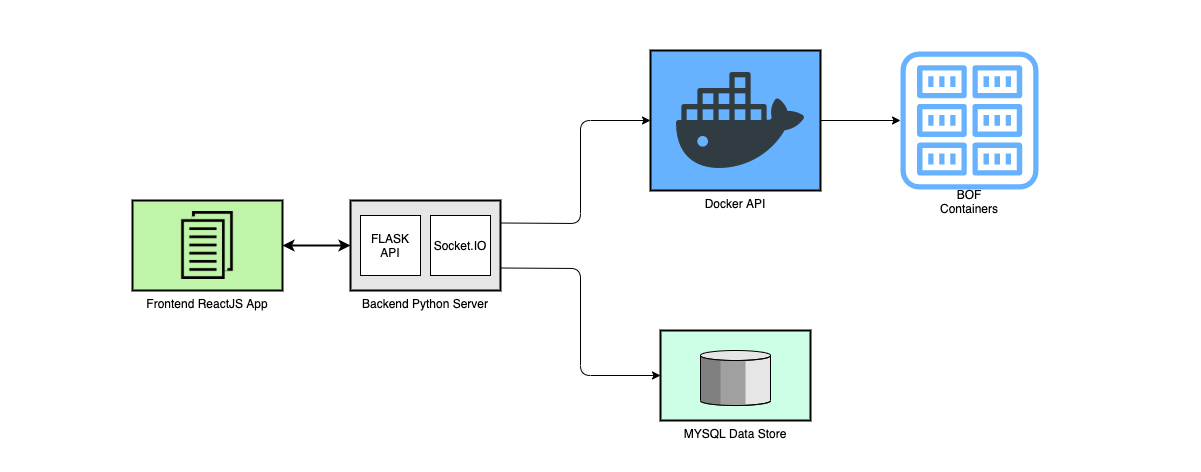 Docker API
BOF
Containers
FLASK
API
Socket.IO
Frontend ReactJS App
Backend Python Server
MYSQL Data Store